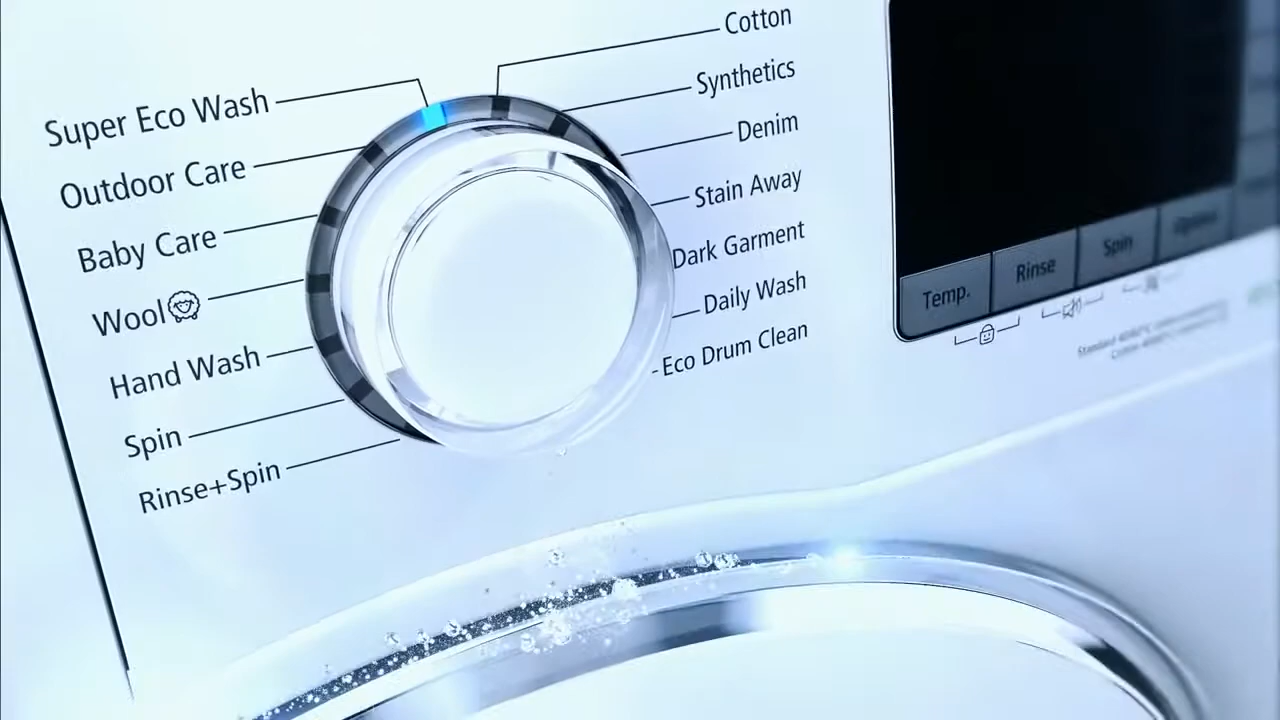 Super Eco Wash
Outdoor Care
Baby Care
Wool
Hand Wash
Spin
Rinse+Spin
Cotton
Synthetics
Denim
Stain Away
Dark Garment
Daily Wash
Eco Drum Clean
Temp.
Rinse
Spin